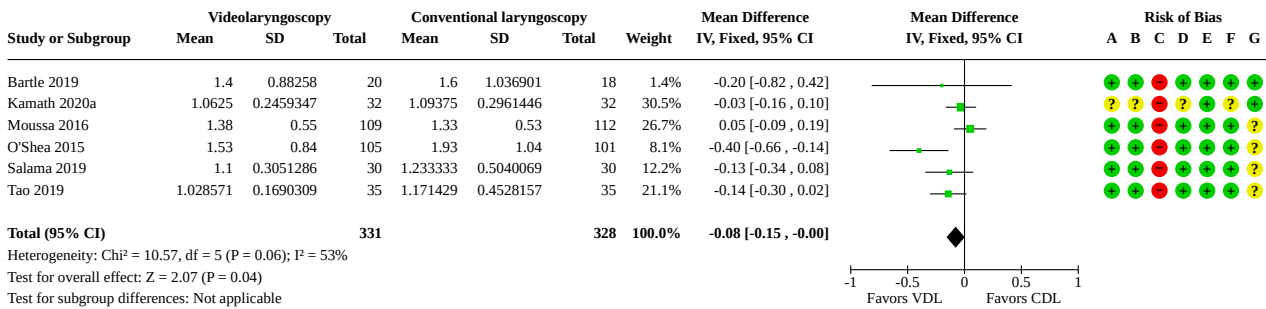 Videolaryngoscopy Conventional laryngoscopy Mean Difference Mean Difference Risk of Bias
Study or Subgroup Mean SD Total Mean SD Total Weight IV, Fixed, 95% CI IV, Fixed, 95% CI A B C D E F G
Bartle 2019 1.4 0.88258 20 1.6 1.036901 18 1.4% -0.20 [-0.82 , 0.42] + + − + + + +
Kamath 2020a 1.0625 0.2459347 32 1.09375 0.2961446 32 30.5% -0.03 [-0.16 , 0.10] ? ? − ? + ? +
Moussa 2016 1.38 0.55 109 1.33 0.53 112 26.7% 0.05 [-0.09 , 0.19] + + − + + + ?
O'Shea 2015 1.53 0.84 105 1.93 1.04 101 8.1% -0.40 [-0.66 , -0.14] + + − + + + ?
Salama 2019 1.1 0.3051286 30 1.233333 0.5040069 30 12.2% -0.13 [-0.34 , 0.08] + + − + + + ?
Tao 2019 1.028571 0.1690309 35 1.171429 0.4528157 35 21.1% -0.14 [-0.30 , 0.02] + + − + + + ?
Total (95% CI) 331 328 100.0% -0.08 [-0.15 , -0.00]
Heterogeneity: Chi² = 10.57, df = 5 (P = 0.06); I² = 53%
Test for overall effect: Z = 2.07 (P = 0.04)
Test for subgroup differences: Not applicable
-1 -0.5 0 0.5 1
Favors VDL Favors CDL